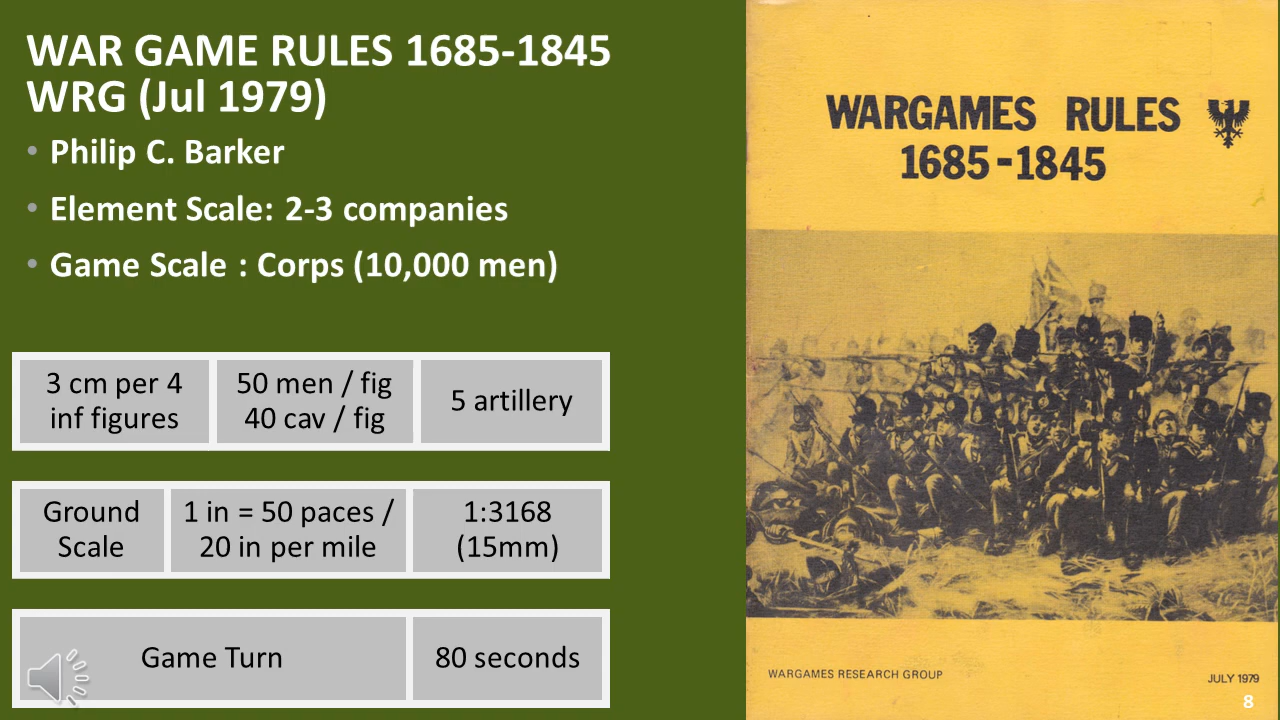 WAR GAME RULES 1685-1845
WRG (Jul 1979)
• Philip C. Barker
• Element Scale: 2-3 companies
• Game Scale : Corps (10,000 men)
3 cm per 4
inf figures
50 men / fig
40 cav / fig
5 artillery
Ground
Scale
1 in = 50 paces /
20 in per mile
1:3168
(15mm)
Game Turn
80 seconds
WARGAMES RULES
1685-1845
WARGAMES RESEARCH GROUP
JULY 1979
8